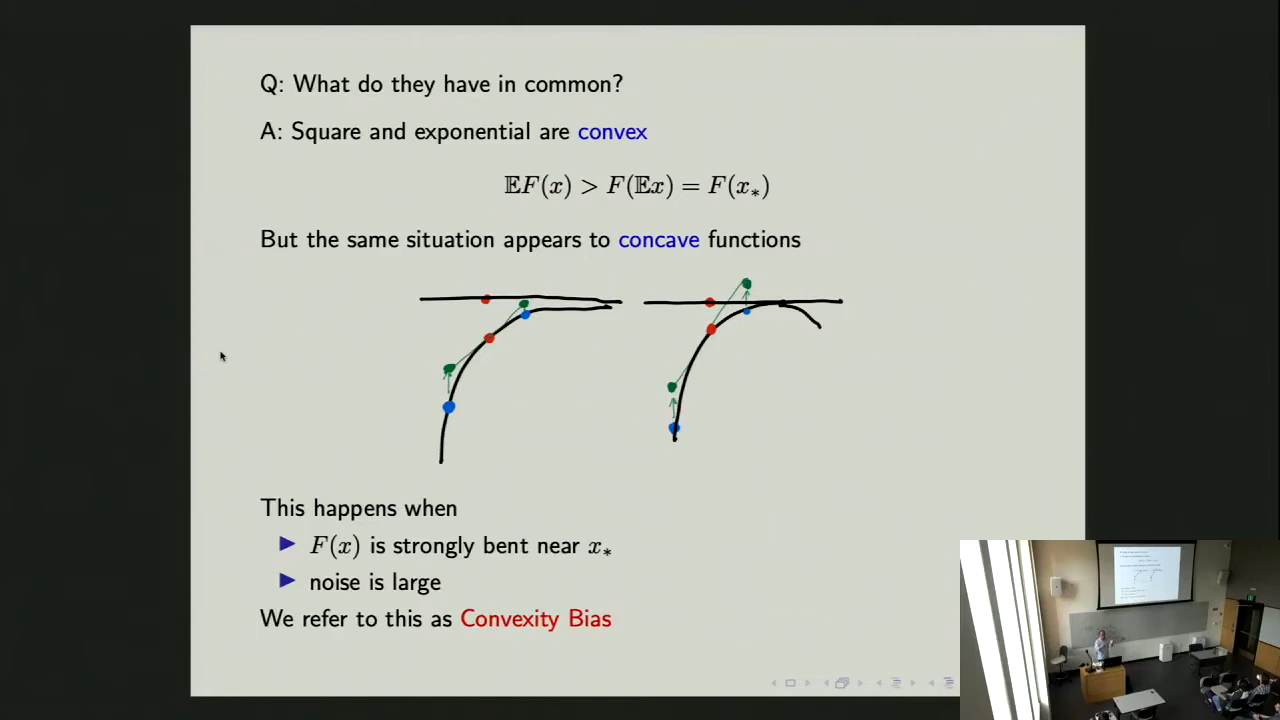 Q: What do they have in common?
A: Square and exponential are convex
𝔼F(x) > F(𝔼x) = F(x∗)
But the same situation appears to concave functions
This happens when
▶ F(x) is strongly bent near x∗
▶ noise is large
We refer to this as Convexity Bias